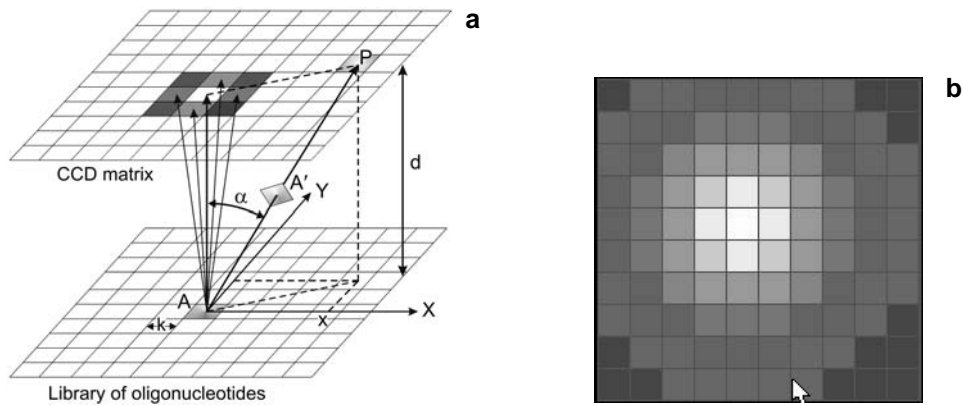 a
P
CCD matrix
d
A'
Y
α
A
X
k
x
Library of oligonucleotides
b